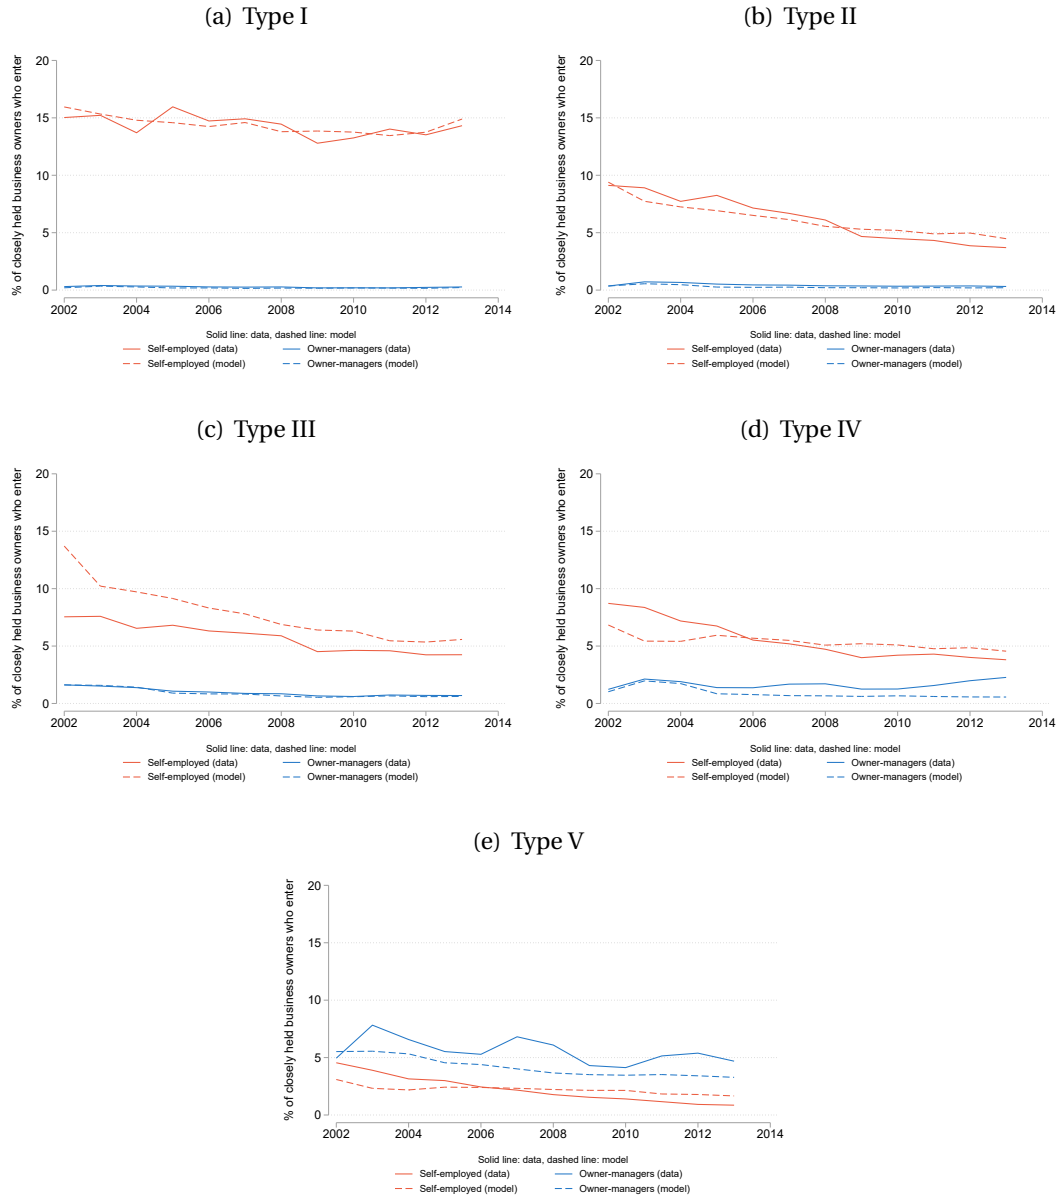 (a) Type I
% of closely held business owners who enter
20
15
10
5
0
2002 2004 2006 2008 2010 2012 2014
Solid line: data, dashed line: model
Self-employed (data) Owner-managers (data)
Self-employed (model) Owner-managers (model)
(b) Type II
% of closely held business owners who enter
20
15
10
5
0
2002 2004 2006 2008 2010 2012 2014
Solid line: data, dashed line: model
Self-employed (data) Owner-managers (data)
Self-employed (model) Owner-managers (model)
(c) Type III
% of closely held business owners who enter
20
15
10
5
0
2002 2004 2006 2008 2010 2012 2014
Solid line: data, dashed line: model
Self-employed (data) Owner-managers (data)
Self-employed (model) Owner-managers (model)
(d) Type IV
% of closely held business owners who enter
20
15
10
5
0
2002 2004 2006 2008 2010 2012 2014
Solid line: data, dashed line: model
Self-employed (data) Owner-managers (data)
Self-employed (model) Owner-managers (model)
(e) Type V
% of closely held business owners who enter
20
15
10
5
0
2002 2004 2006 2008 2010 2012 2014
Solid line: data, dashed line: model
Self-employed (data) Owner-managers (data)
Self-employed (model) Owner-managers (model)